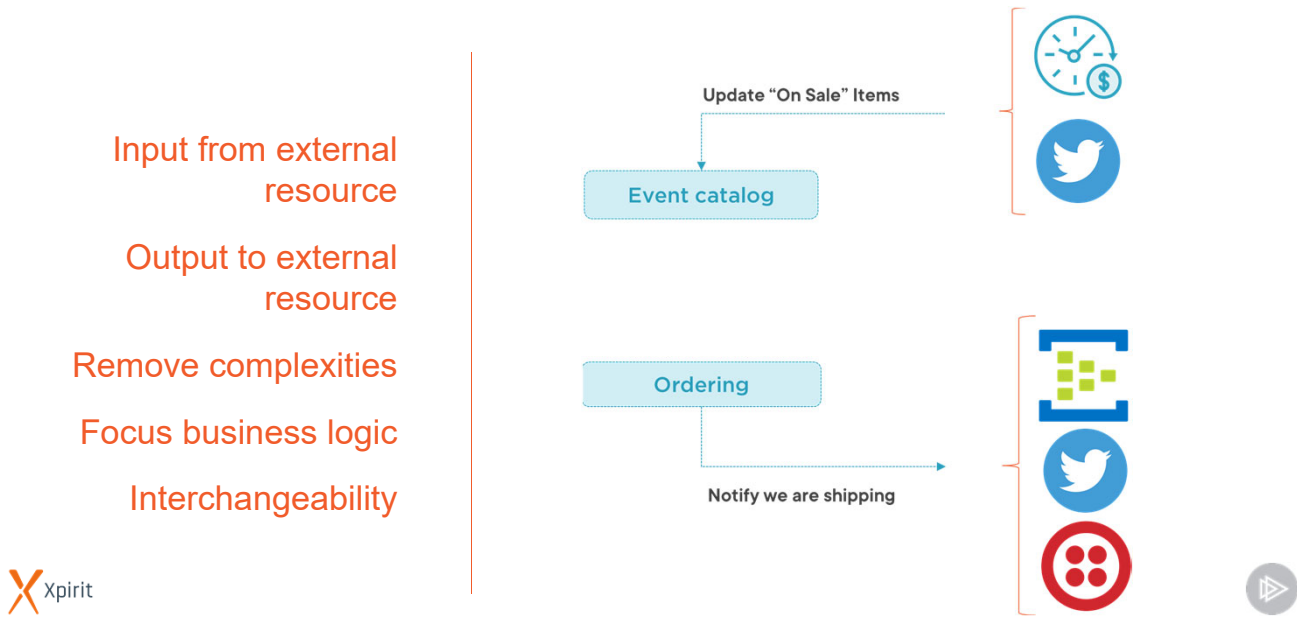 Input from external
resource
Output to external
resource
Remove complexities
Focus business logic
Interchangeability
Update “On Sale” Items
Event catalog
$
Ordering
Notify we are shipping
Xpirit